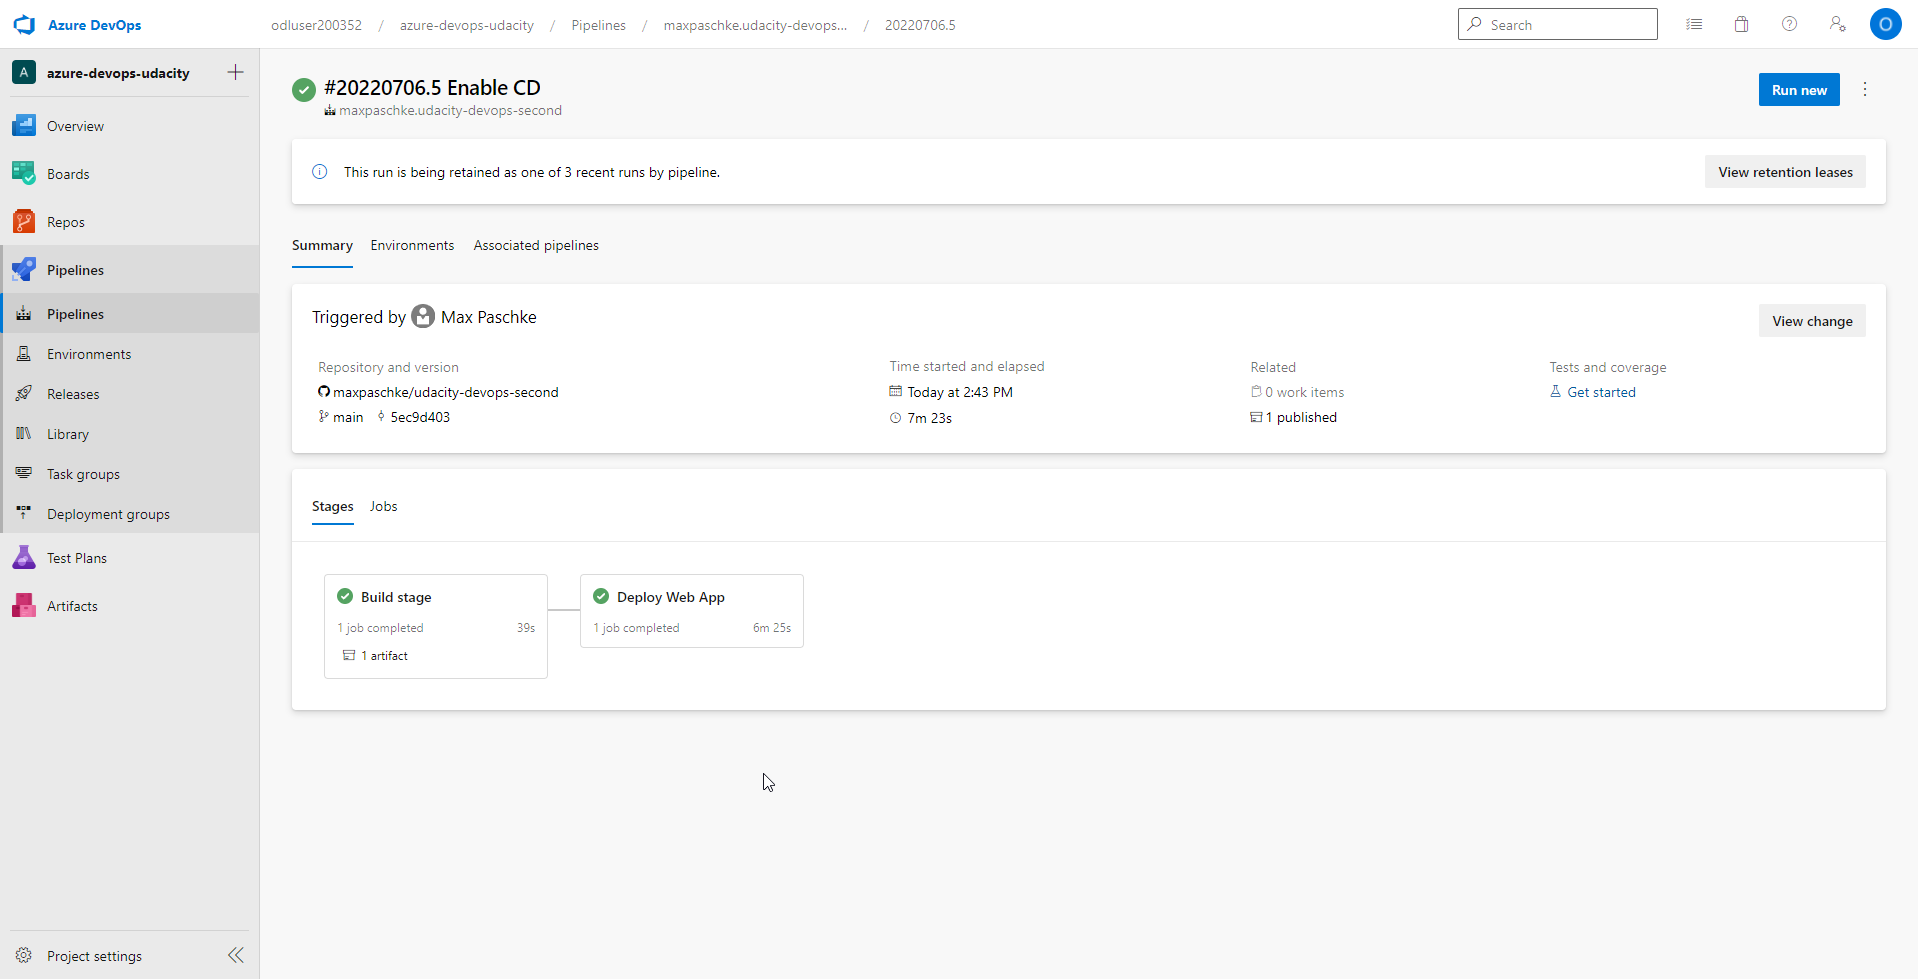 Azure DevOps
odluser200352 / azure-devops-udacity / Pipelines / maxpaschke.udacity-devops... / 20220706.5
Search
O
A azure-devops-udacity
Overview
Boards
Repos
Pipelines
Pipelines
Environments
Releases
Library
Task groups
Deployment groups
Test Plans
Artifacts
Project settings
#20220706.5 Enable CD
maxpaschke.udacity-devops-second
Run new
This run is being retained as one of 3 recent runs by pipeline.
View retention leases
Summary Environments Associated pipelines
Triggered by Max Paschke
View change
Repository and version
maxpaschke/udacity-devops-second
main 5ec9d403
Time started and elapsed
Today at 2:43 PM
7m 23s
Related
0 work items
1 published
Tests and coverage
Get started
Stages Jobs
Build stage
1 job completed 39s
1 artifact
Deploy Web App
1 job completed 6m 25s